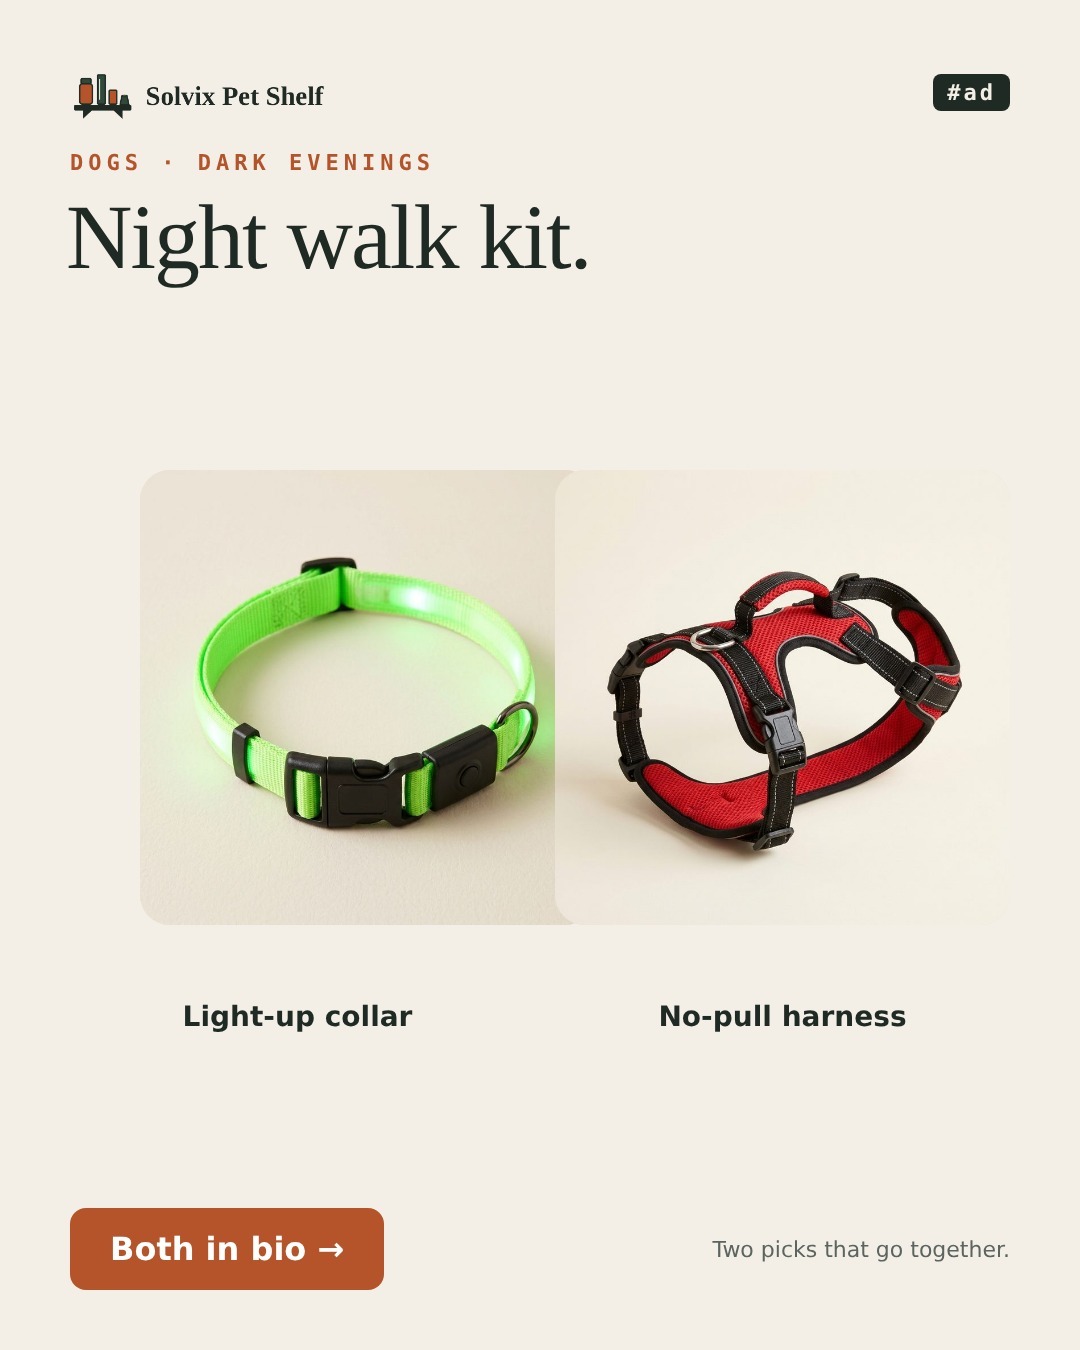 Solvix Pet Shelf
#ad
DOGS · DARK EVENINGS
Night walk kit.
Light-up collar
No-pull harness
Both in bio →
Two picks that go together.